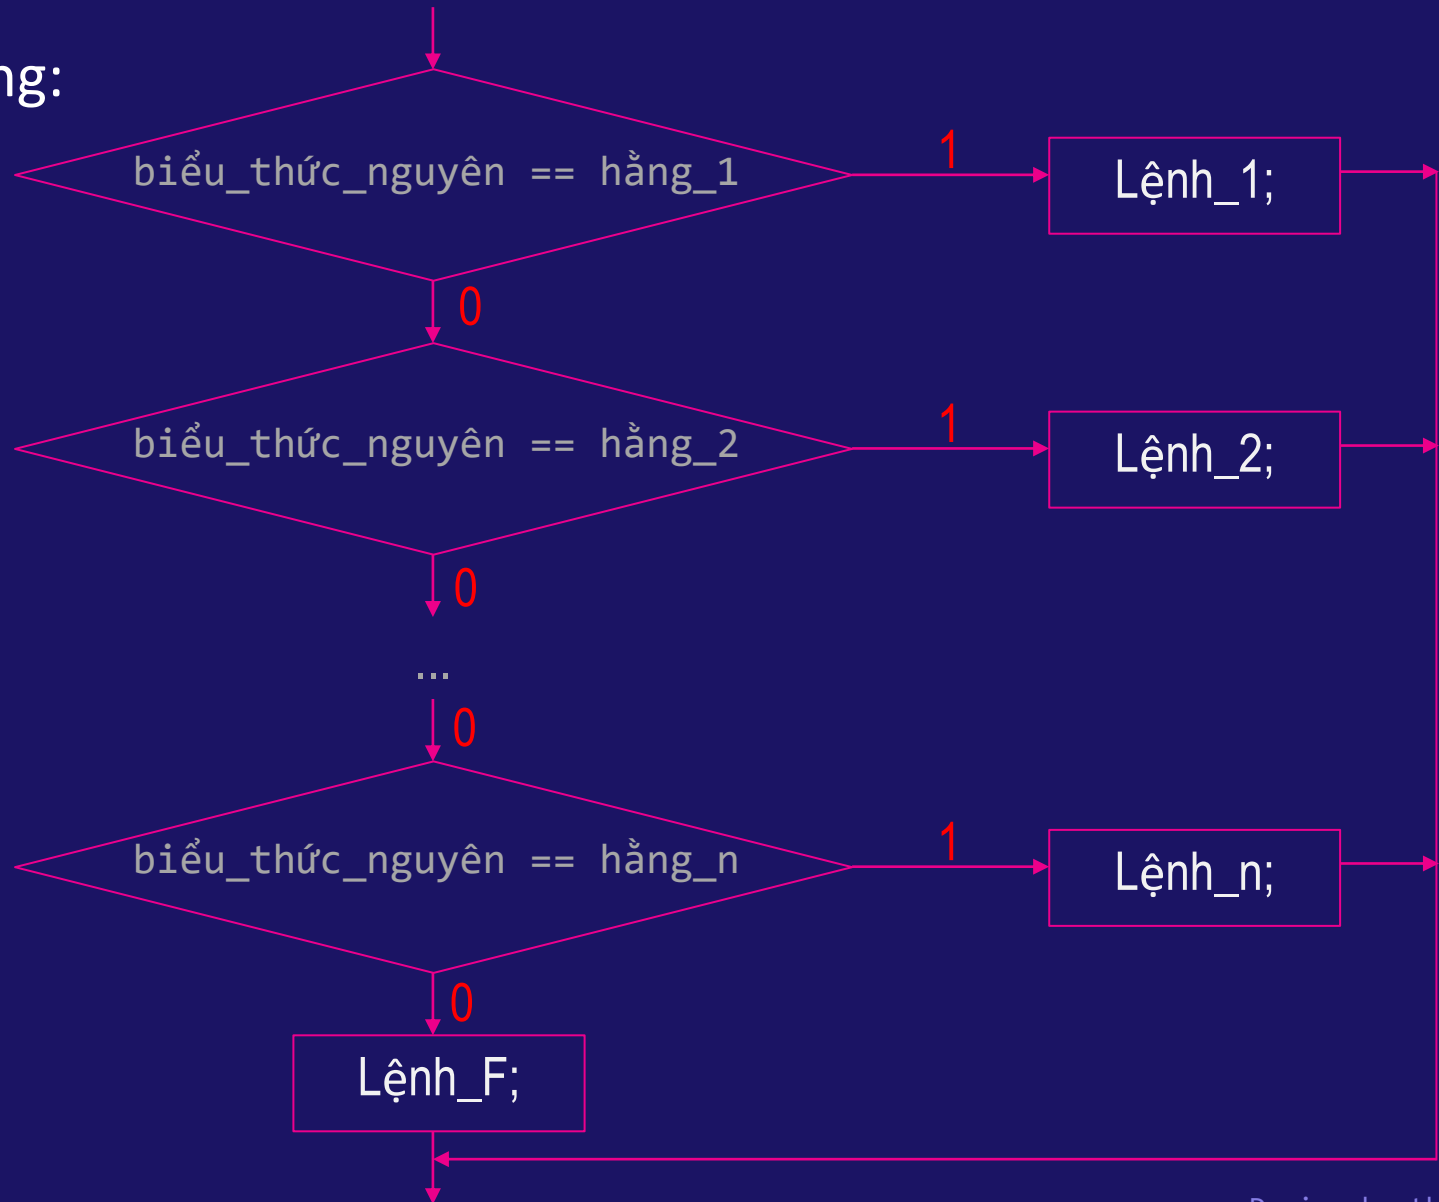 ng:
biểu_thức_nguyên == hằng_1
1
Lệnh_1;
0
biểu_thức_nguyên == hằng_2
1
Lệnh_2;
0
...
0
biểu_thức_nguyên == hằng_n
1
Lệnh_n;
0
Lệnh_F;